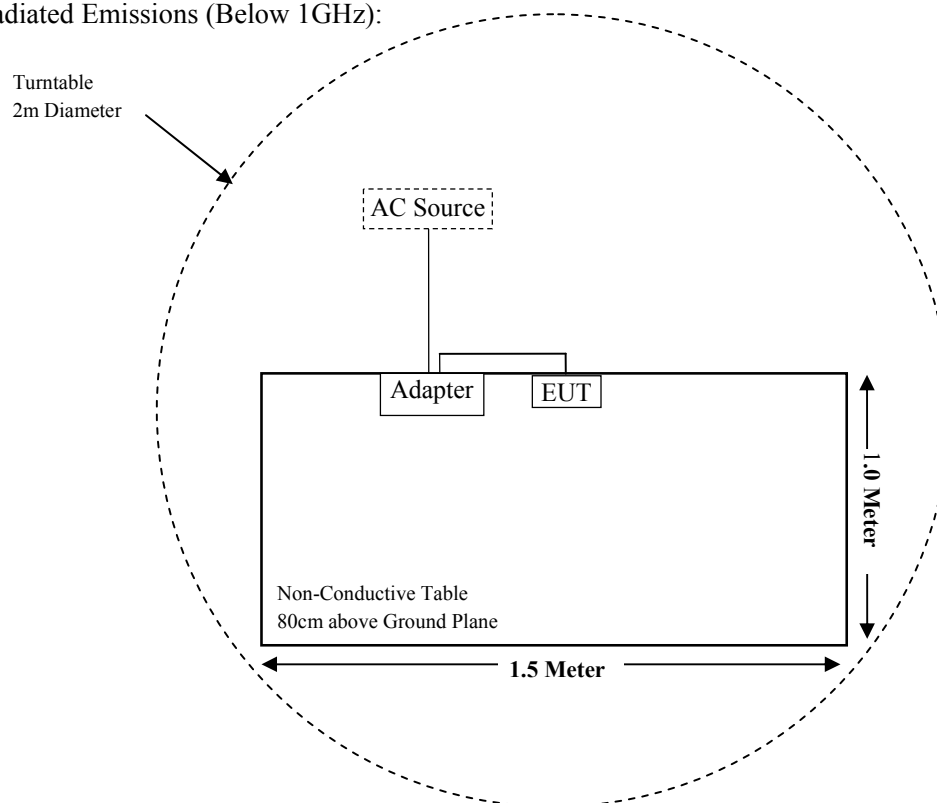 adiated Emissions (Below 1GHz):
Turntable
2m Diameter
AC Source
Adapter
EUT
1.0 Meter
Non-Conductive Table
80cm above Ground Plane
1.5 Meter